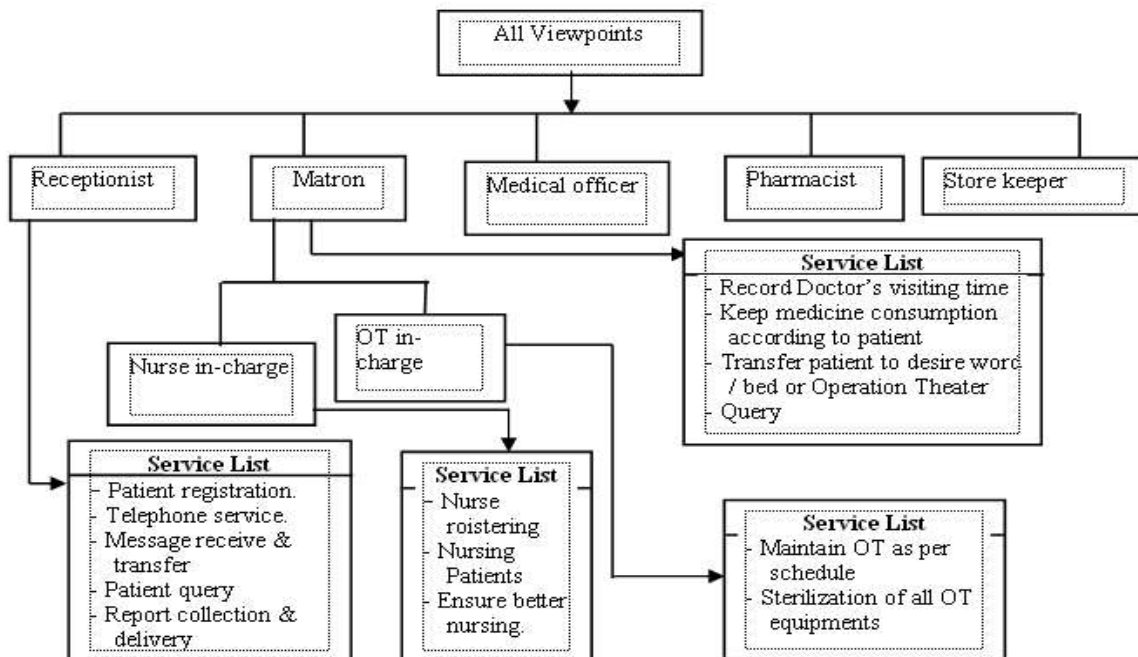 All Viewpoints
Receptionist
Matron
Medical officer
Pharmacist
Store keeper
Service List
- Record Doctor's visiting time
- Keep medicine consumption
according to patient
- Transfer patient to desire word
/ bed or Operation Theater
- Query
OT in-
charge
Nurse in-charge
Service List
- Patient registration.
- Telephone service.
- Message receive &
transfer
- Patient query
- Report collection &
delivery
Service List
- Nurse
roistering
- Nursing
Patients
- Ensure better
nursing.
Service List
- Maintain OT as per
schedule
- Sterilization of all OT
equipments